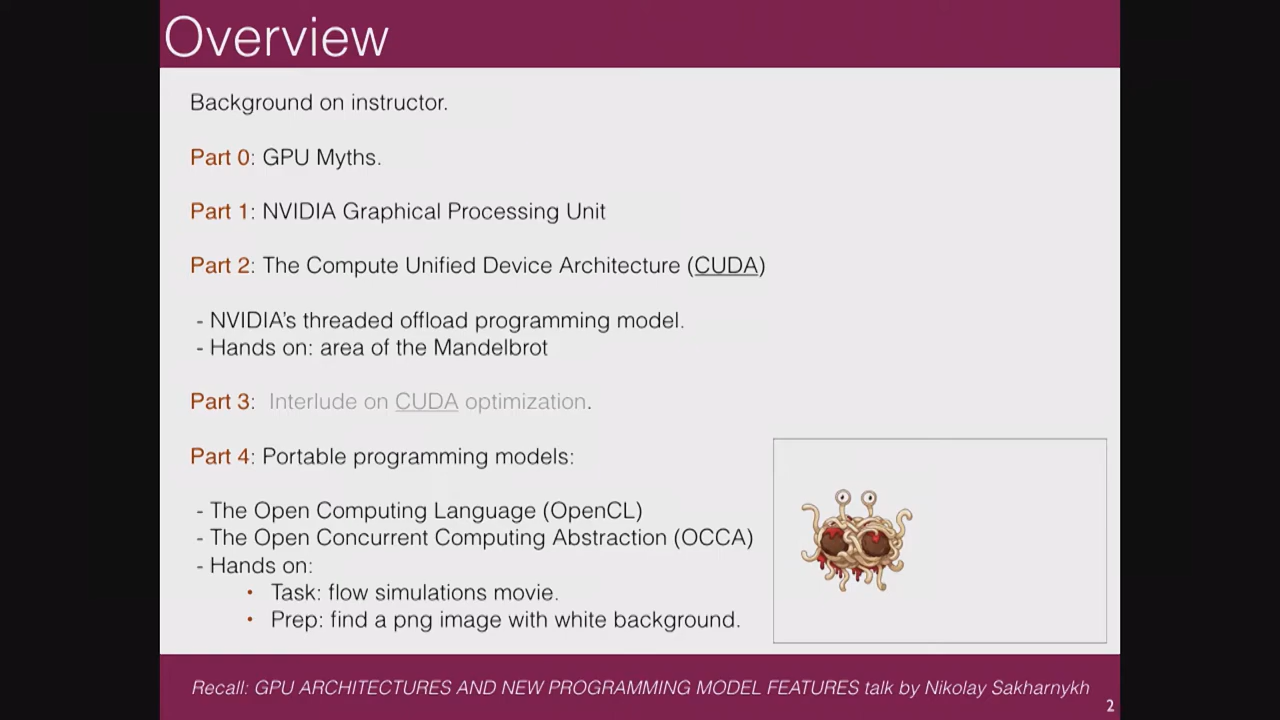 Overview
Background on instructor.
Part 0: GPU Myths.
Part 1: NVIDIA Graphical Processing Unit
Part 2: The Compute Unified Device Architecture (CUDA)
- NVIDIA's threaded offload programming model.
- Hands on: area of the Mandelbrot
Part 3: Interlude on CUDA optimization.
Part 4: Portable programming models:
- The Open Computing Language (OpenCL)
- The Open Concurrent Computing Abstraction (OCCA)
- Hands on:
• Task: flow simulations movie.
• Prep: find a png image with white background.
Recall: GPU ARCHITECTURES AND NEW PROGRAMMING MODEL FEATURES talk by Nikolay Sakharnykh
2